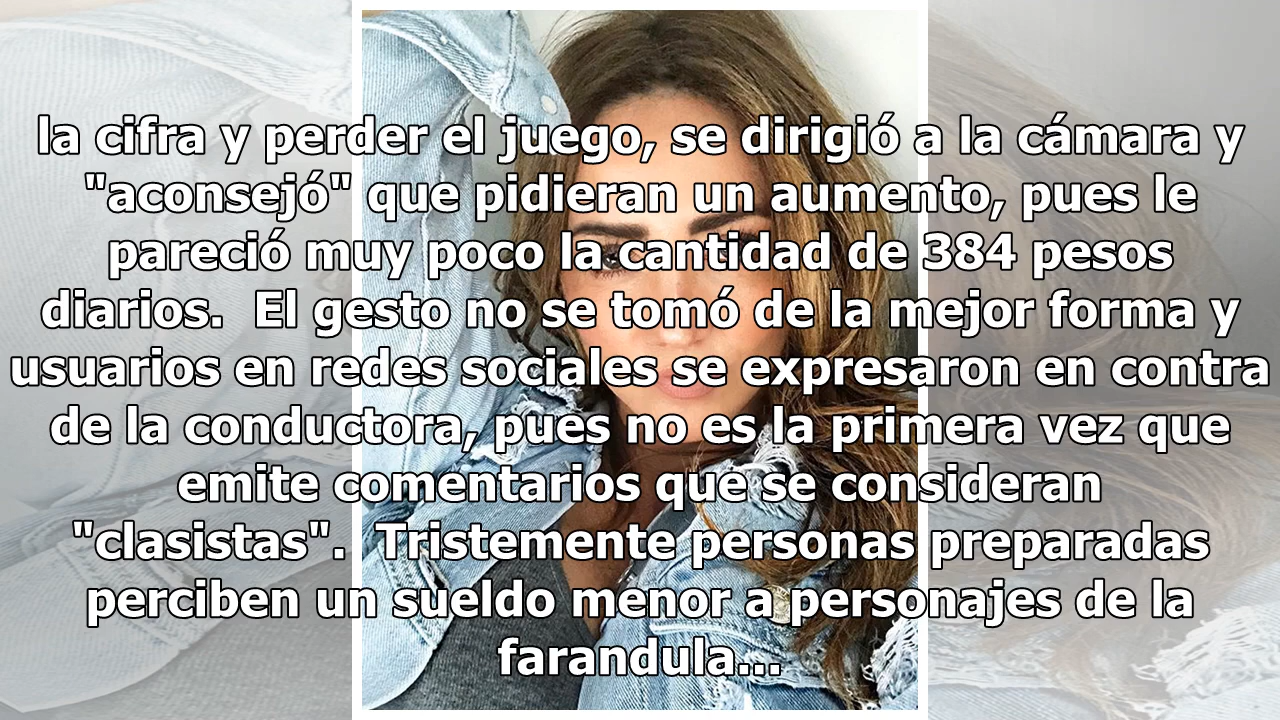 la cifra y perder el juego, se dirigió a la cámara y
"aconsejó" que pidieran un aumento, pues le
pareció muy poco la cantidad de 384 pesos
diarios.  El gesto no se tomó de la mejor forma y
usuarios en redes sociales se expresaron en contra
de la conductora, pues no es la primera vez que
emite comentarios que se consideran
"clasistas".  Tristemente personas preparadas
perciben un sueldo menor a personajes de la
farandula...